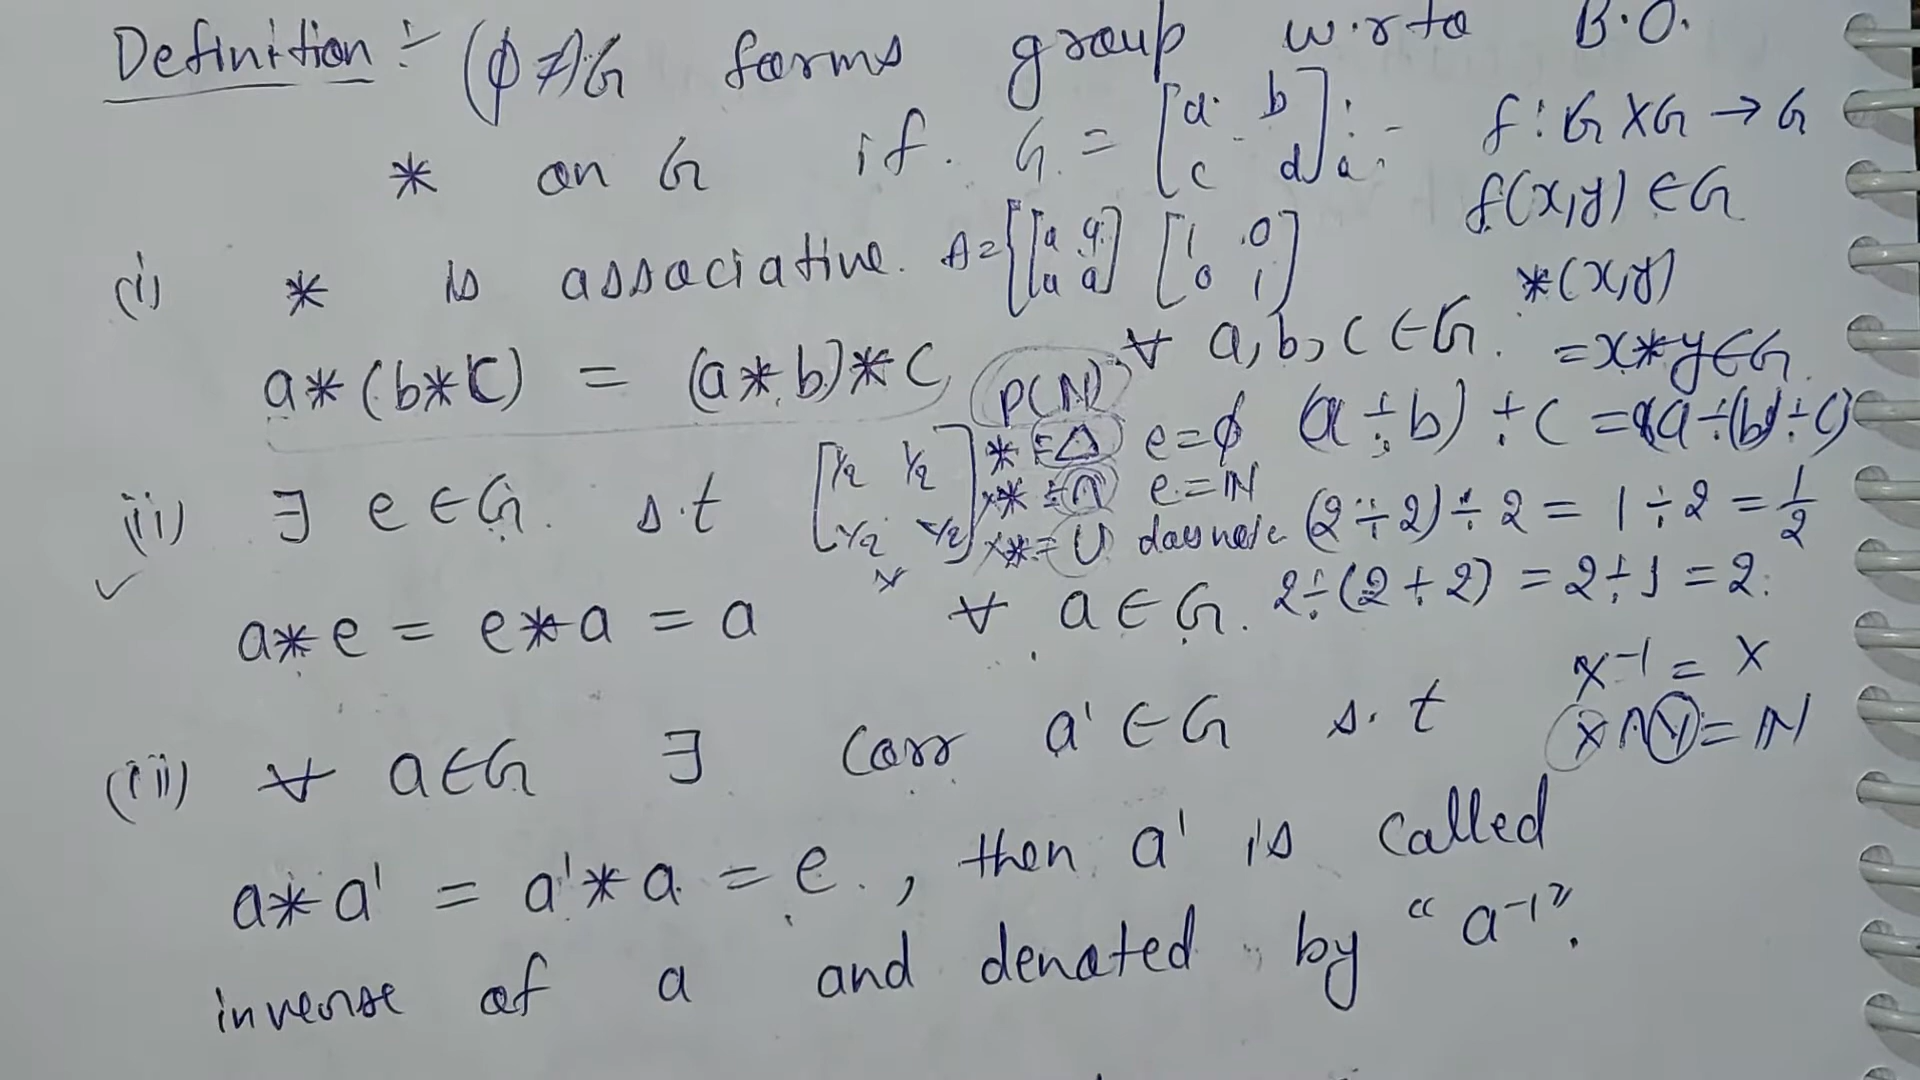 Definition :- (ϕ ≠) G forms group w.r to B.O.
* on G if. G = [a b; c d] : - a
f : G × G → G
f(x,y) ∈ G
(i) * is associative. A = {[a a; a a] [1 0; 0 1]
*(x,y)
= x*y ∈ G.
a*(b*c) = (a*b)*c, ∀ a, b, c ∈ G.
P(N)
* = Δ e = ϕ
x * = ∩ e = N
x * = ∪ does not
(a ÷ b) ÷ c = a ÷ (b ÷ c)
(2 ÷ 2) ÷ 2 = 1 ÷ 2 = 1/2
2 ÷ (2 ÷ 2) = 2 ÷ 1 = 2.
(ii) ∃ e ∈ G. s.t [1/2 1/2; 1/2 1/2]
a*e = e*a = a ∀ a ∈ G.
x⁻¹ = x
x ∩ y = N
(iii) ∀ a ∈ G ∃ corr a' ∈ G s.t
a*a' = a'*a = e., then a' is called
inverse of a and denoted by "a⁻¹".